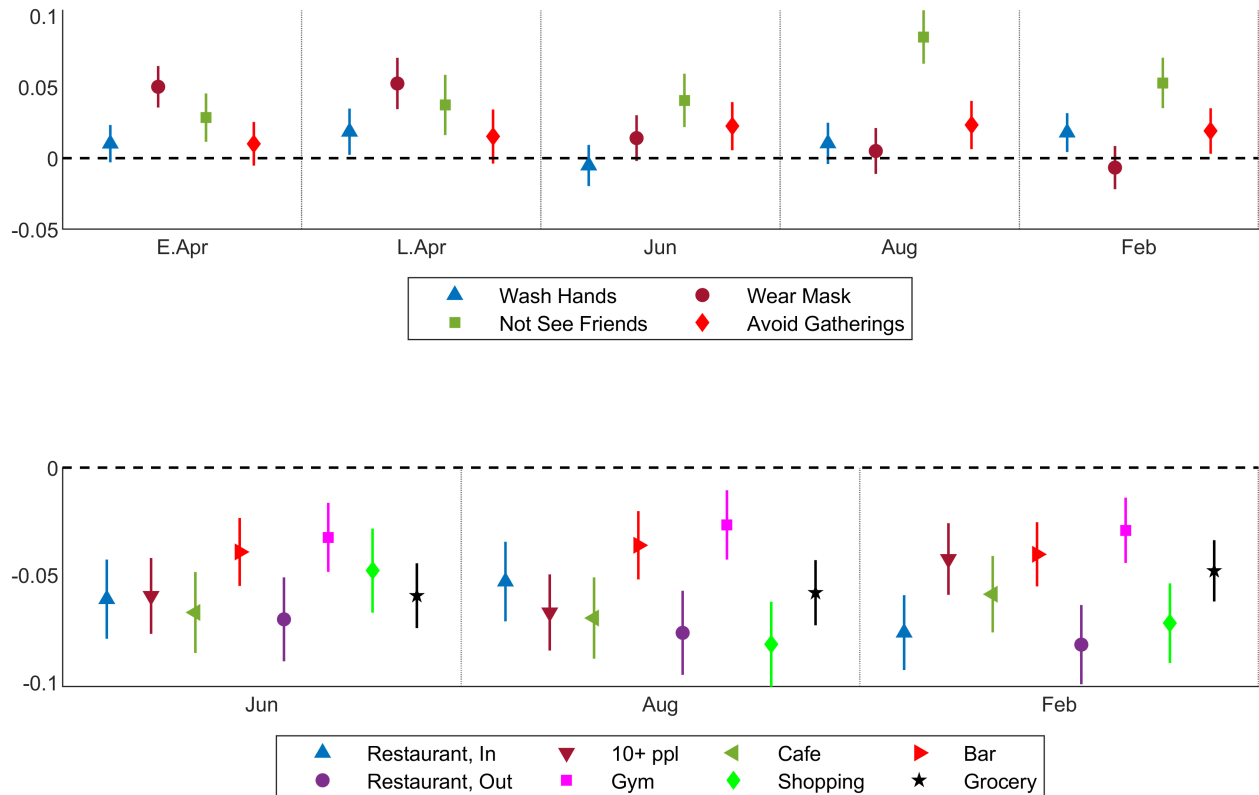 0.1
0.05
0
-0.05
E.Apr L.Apr Jun Aug Feb
Wash Hands Wear Mask
Not See Friends Avoid Gatherings
0
-0.05
-0.1
Jun Aug Feb
Restaurant, In 10+ ppl Cafe Bar
Restaurant, Out Gym Shopping Grocery